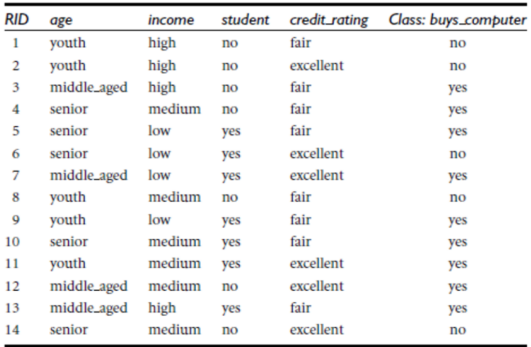 RID age income student credit_rating Class: buys_computer
1 youth high no fair no
2 youth high no excellent no
3 middle_aged high no fair yes
4 senior medium no fair yes
5 senior low yes fair yes
6 senior low yes excellent no
7 middle_aged low yes excellent yes
8 youth medium no fair no
9 youth low yes fair yes
10 senior medium yes fair yes
11 youth medium yes excellent yes
12 middle_aged medium no excellent yes
13 middle_aged high yes fair yes
14 senior medium no excellent no